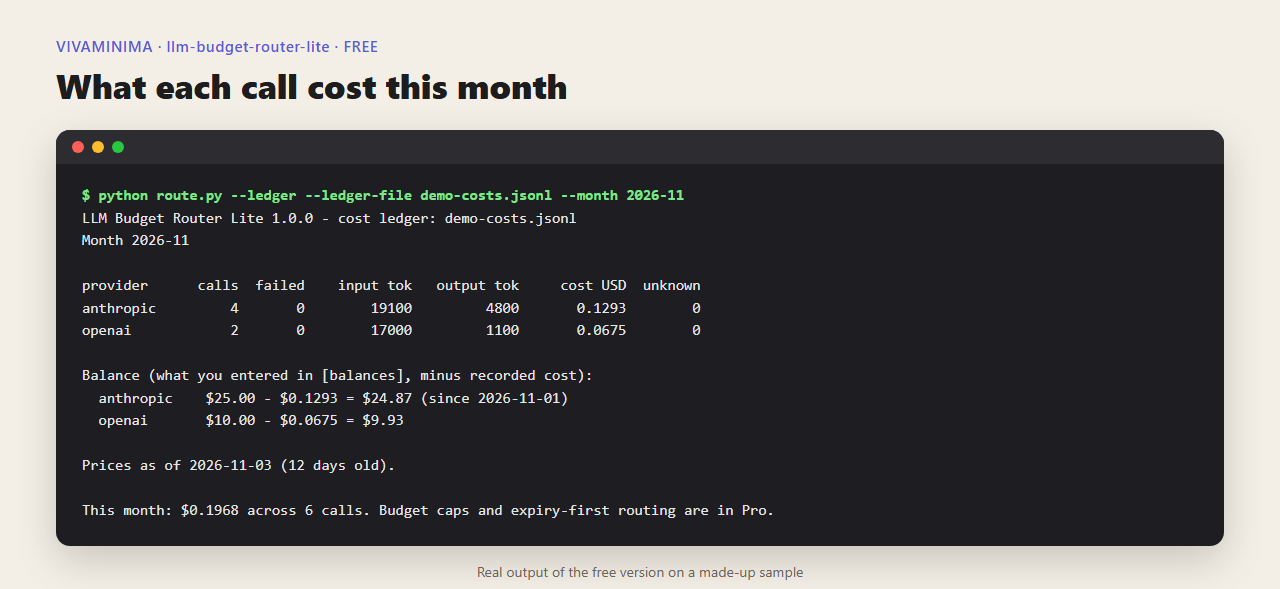 VIVAMINIMA · llm-budget-router-lite · FREE
What each call cost this month
$ python route.py --ledger --ledger-file demo-costs.jsonl --month 2026-11
LLM Budget Router Lite 1.0.0 - cost ledger: demo-costs.jsonl
Month 2026-11
provider      calls  failed    input tok   output tok     cost USD  unknown
anthropic         4       0        19100         4800       0.1293        0
openai            2       0        17000         1100       0.0675        0
Balance (what you entered in [balances], minus recorded cost):
  anthropic    $25.00 - $0.1293 = $24.87 (since 2026-11-01)
  openai       $10.00 - $0.0675 = $9.93
Prices as of 2026-11-03 (12 days old).
This month: $0.1968 across 6 calls. Budget caps and expiry-first routing are in Pro.
Real output of the free version on a made-up sample